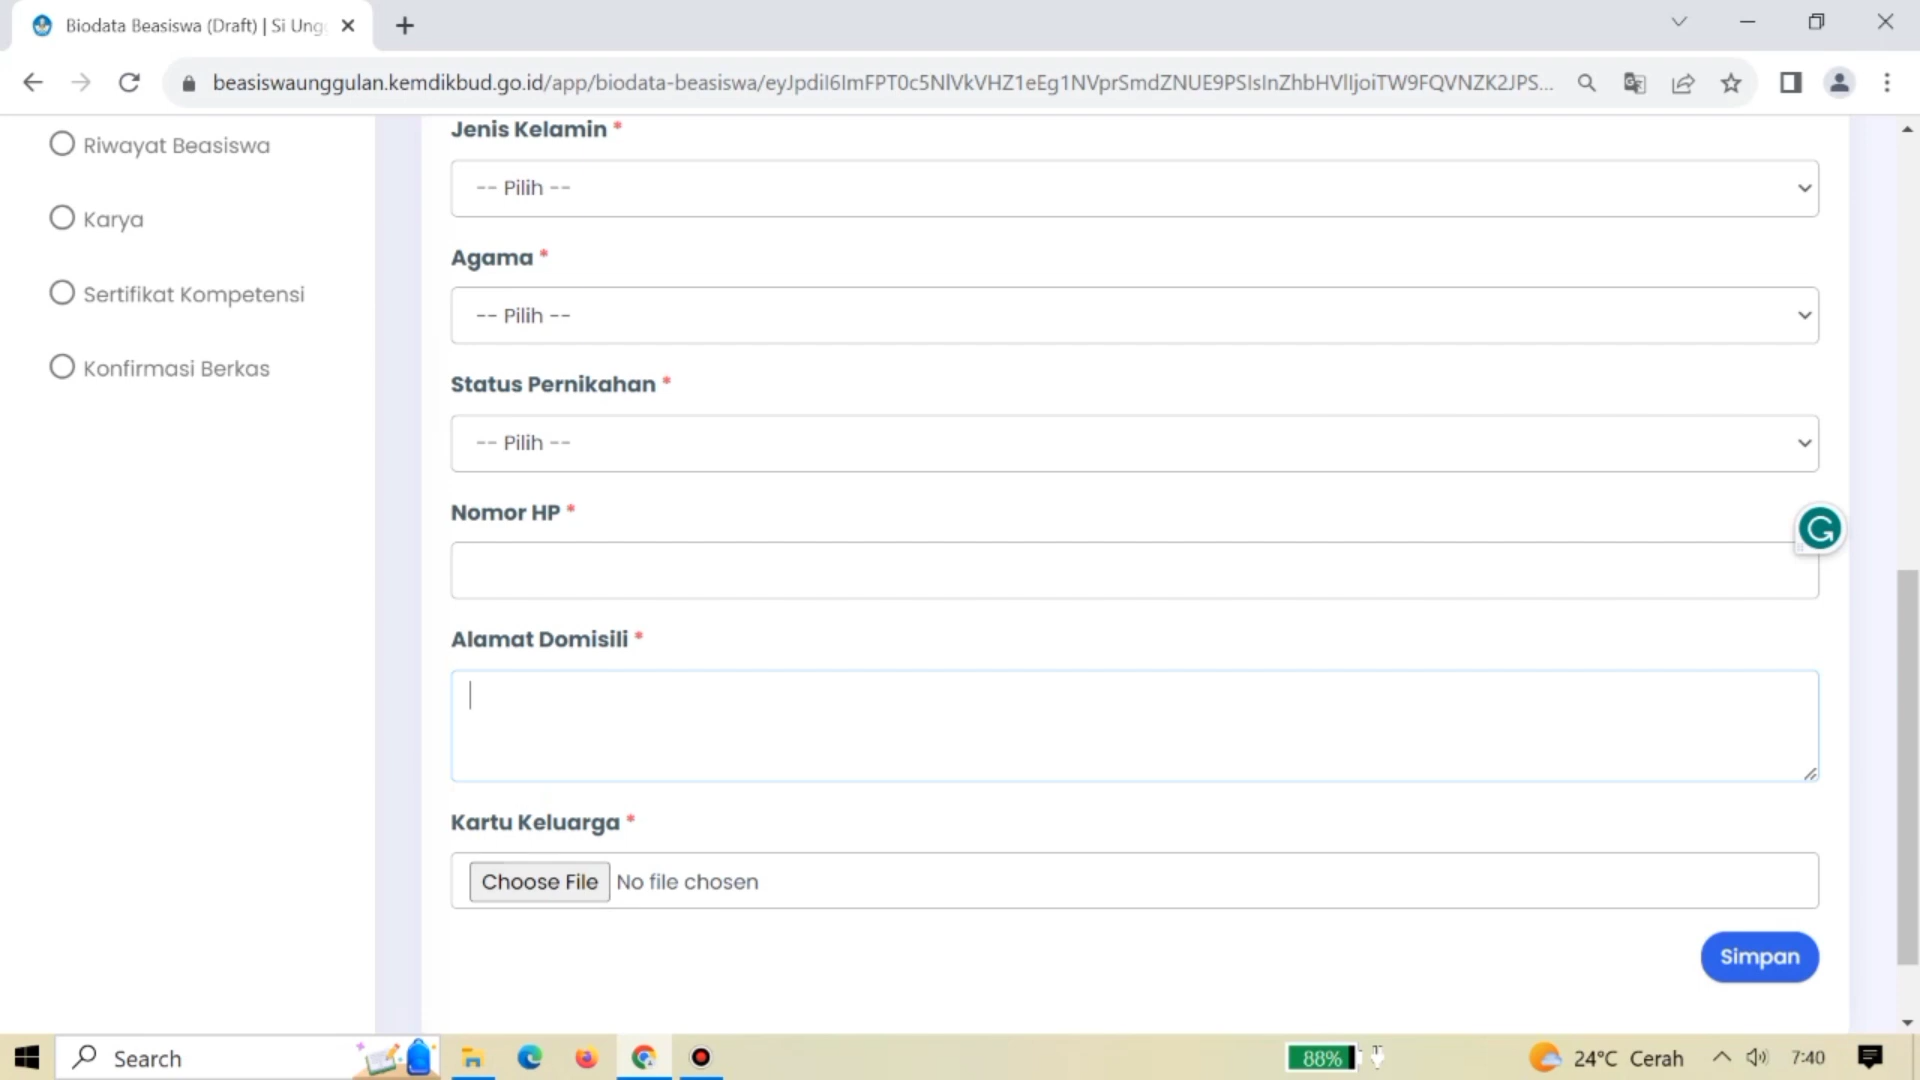 Biodata Beasiswa (Draft) | Si Ung
beasiswaunggulan.kemdikbud.go.id/app/biodata-beasiswa/eyJpdiI6ImFPT0c5NlVkVHZ1eEg1NVprSmdZNUE9PSIsInZhbHVlIjoiTW9FQVNZK2JPS...
Riwayat Beasiswa
Karya
Sertifikat Kompetensi
Konfirmasi Berkas
Jenis Kelamin *
-- Pilih --
Agama *
-- Pilih --
Status Pernikahan *
-- Pilih --
Nomor HP *
Alamat Domisili *
Kartu Keluarga *
Choose File No file chosen
Simpan
Search
88%
24°C Cerah
7:40